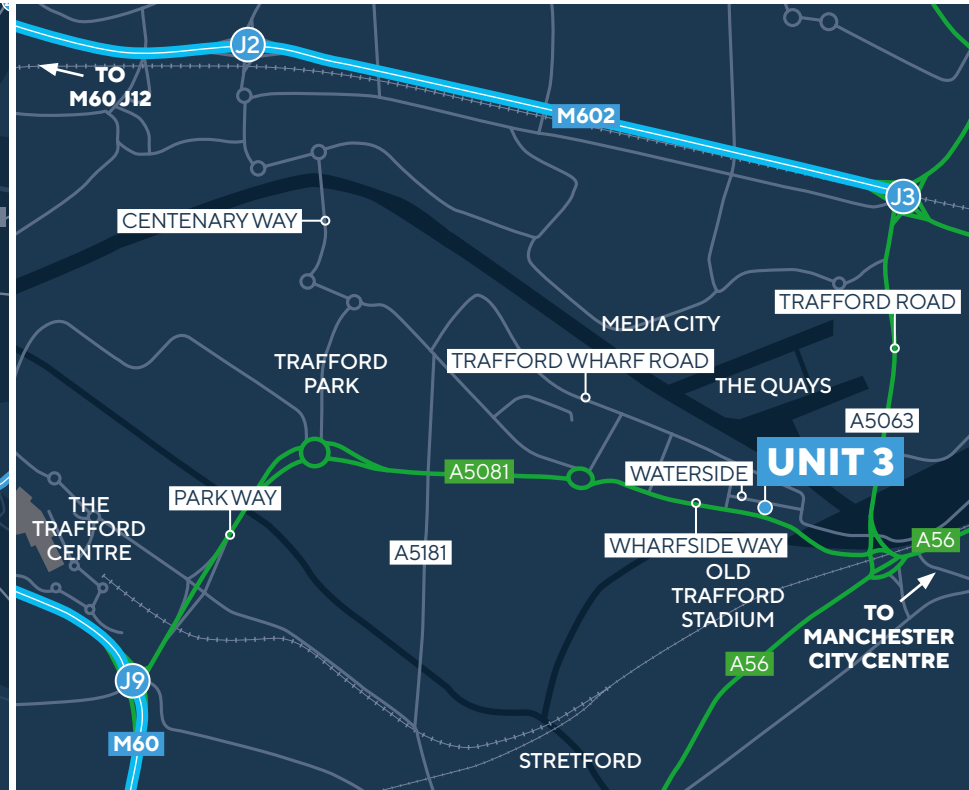 J2
TO
M60 J12
M602
J3
CENTENARY WAY
TRAFFORD ROAD
MEDIA CITY
TRAFFORD
PARK
TRAFFORD WHARF ROAD
THE QUAYS
A5063
UNIT 3
A5081
WATERSIDE
PARK WAY
THE
TRAFFORD
CENTRE
A5181
WHARFSIDE WAY
A56
OLD
TRAFFORD
STADIUM
TO
MANCHESTER
CITY CENTRE
A56
J9
M60
STRETFORD